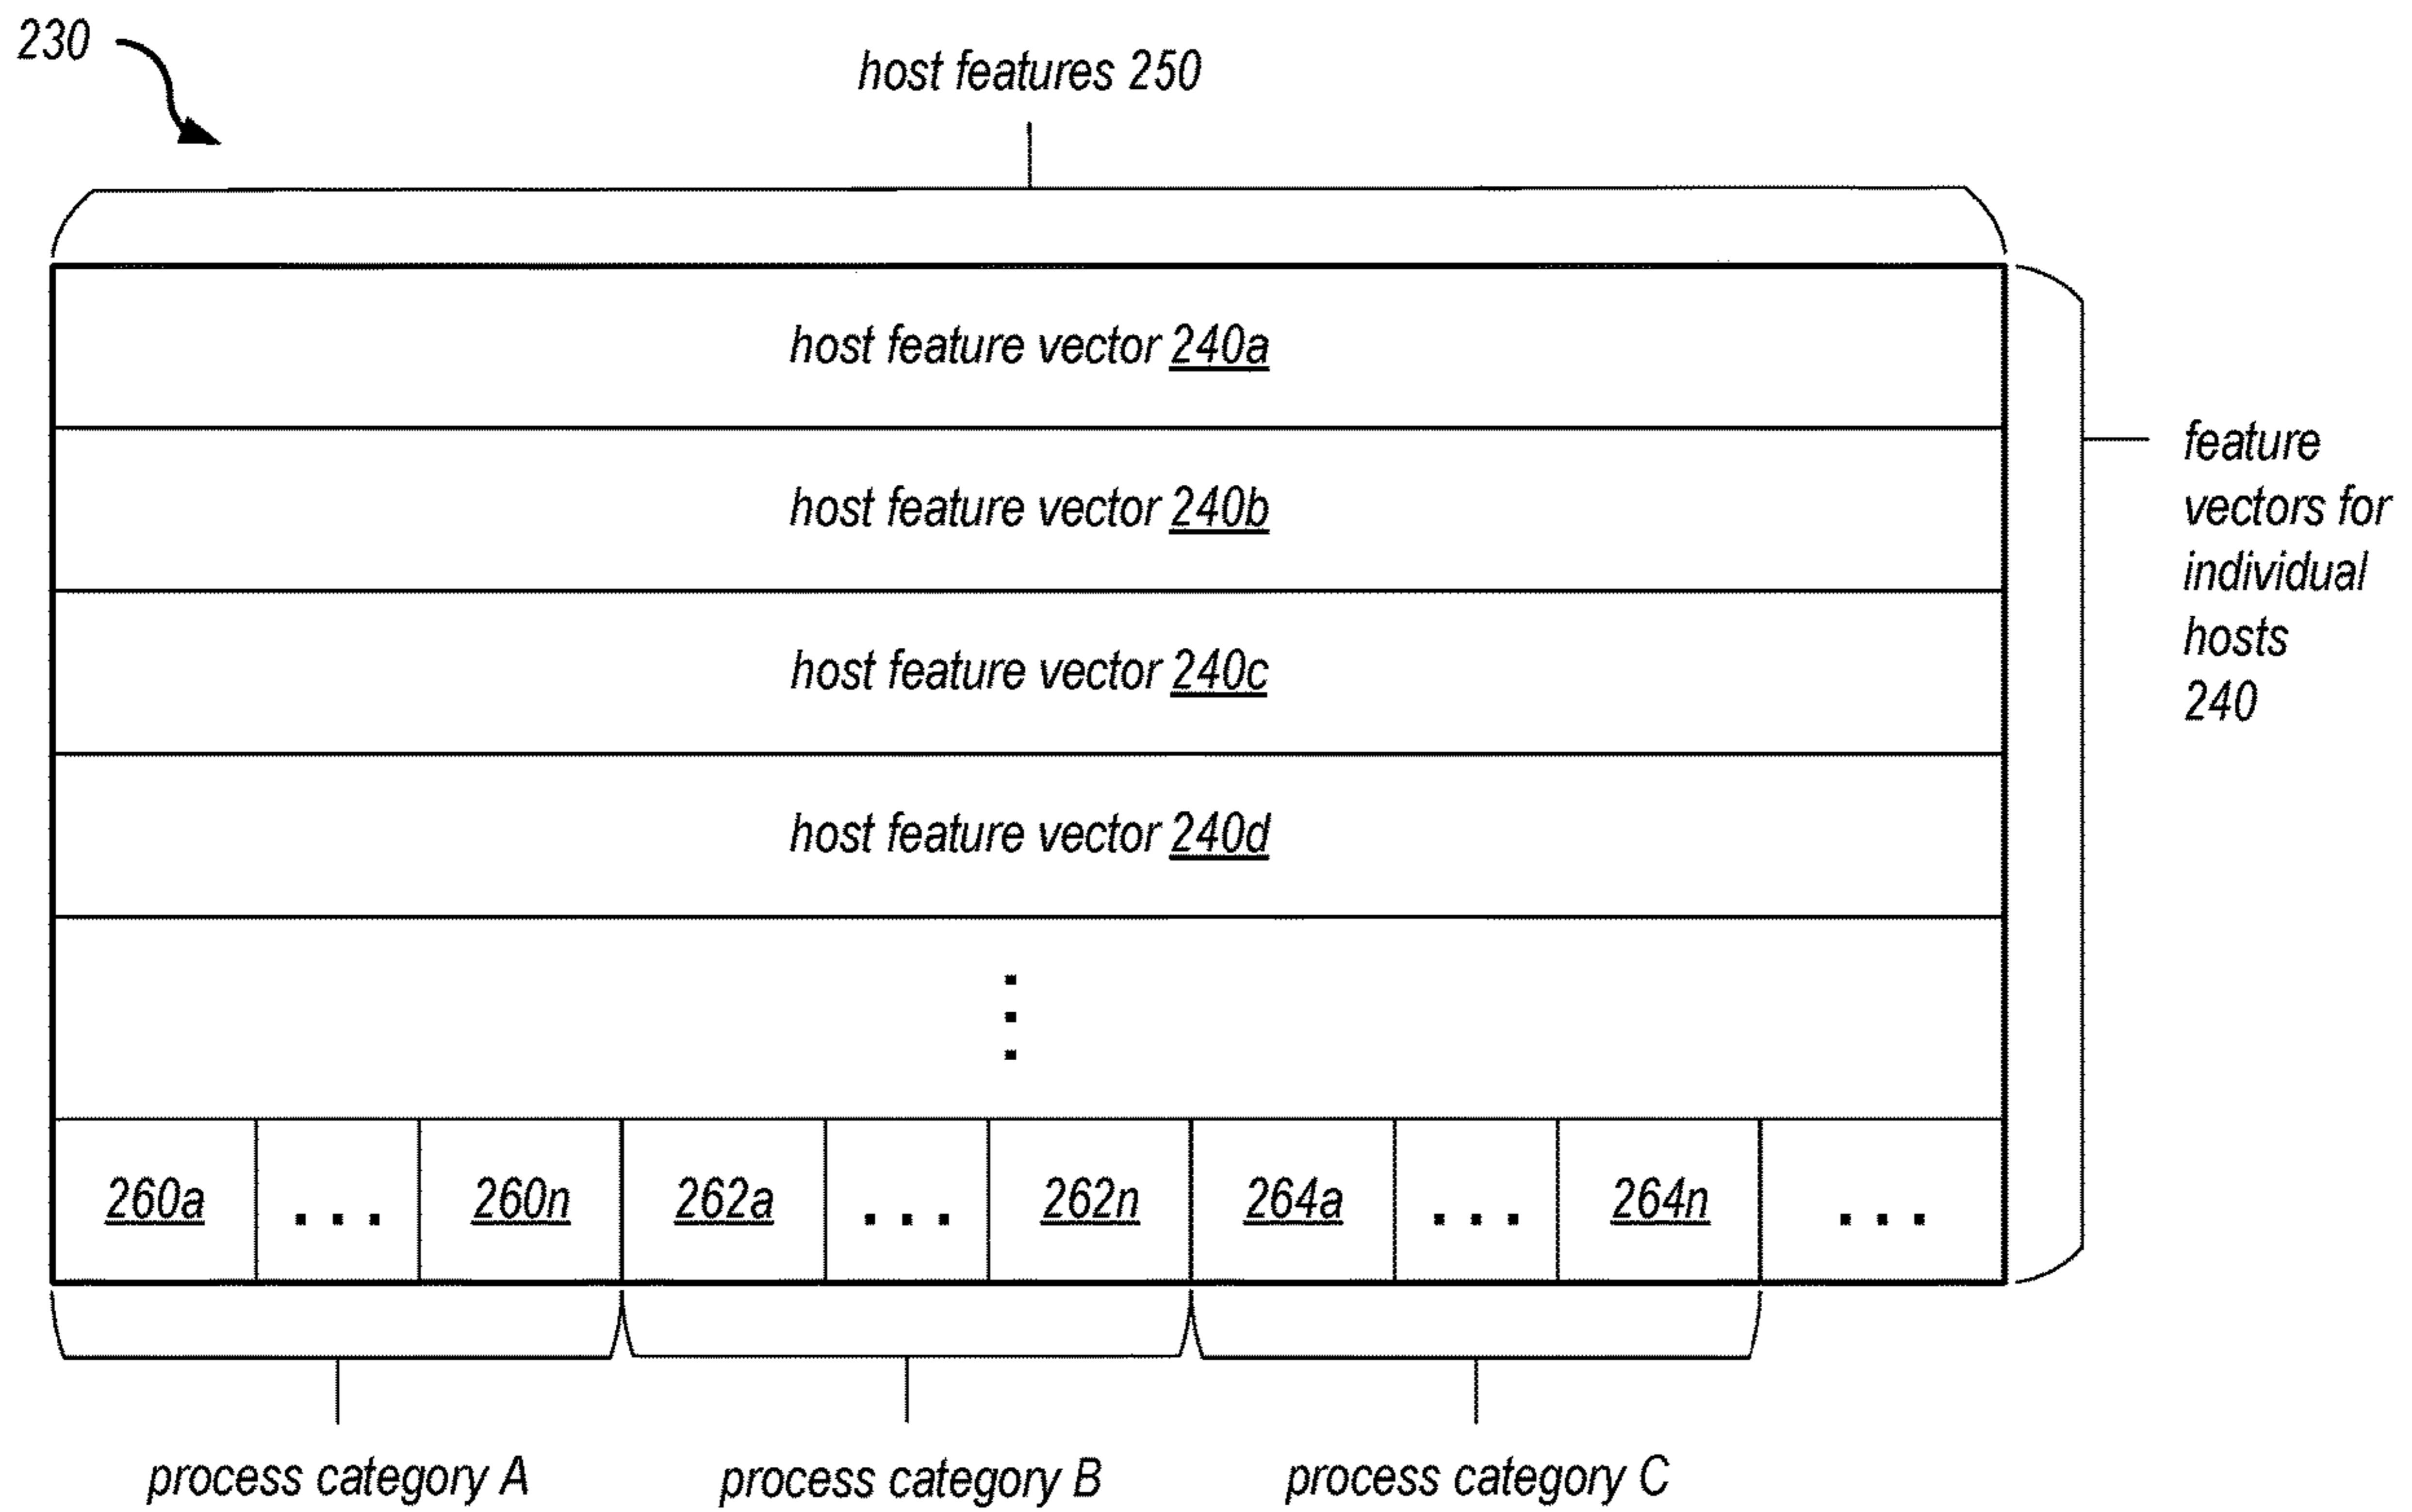 230
host features 250
host feature vector 240a
host feature vector 240b
host feature vector 240c
host feature vector 240d
feature
vectors for
individual
hosts
240
260a ... 260n 262a ... 262n 264a ... 264n ...
process category A
process category B
process category C